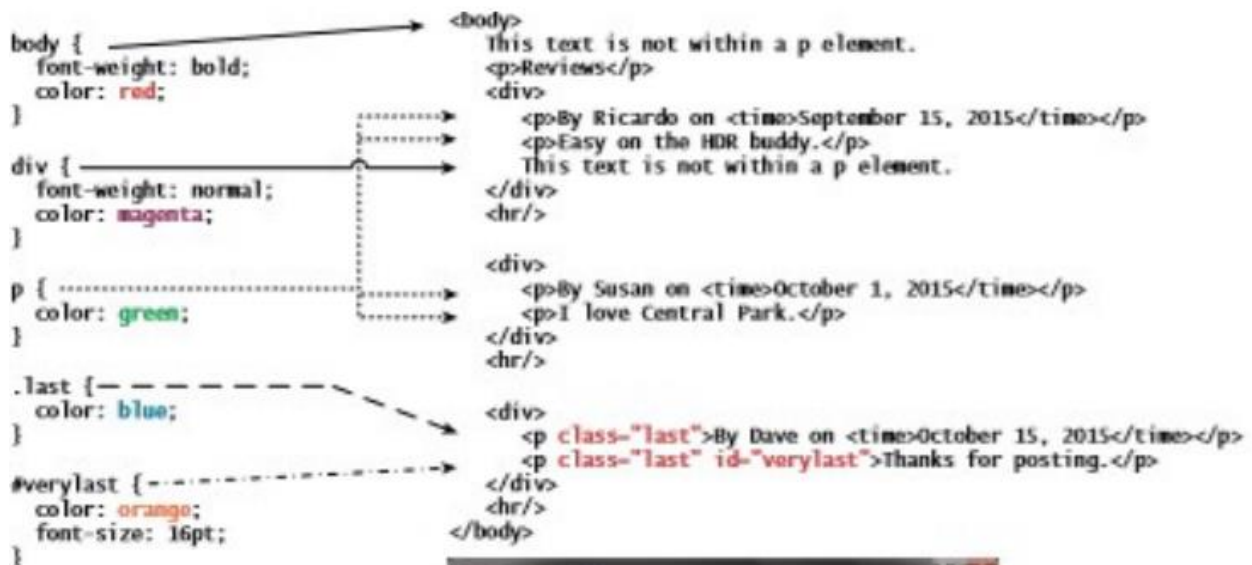 body {
font-weight: bold;
color: red;
}
div {
font-weight: normal;
color: magenta;
}
p {
color: green;
}
.last {
color: blue;
}
#verylast {
color: orange;
font-size: 16pt;
}
<body>
This text is not within a p element.
<p>Reviews</p>
<div>
<p>By Ricardo on <time>September 15, 2015</time></p>
<p>Easy on the HDR buddy.</p>
This text is not within a p element.
</div>
<hr/>
<div>
<p>By Susan on <time>October 1, 2015</time></p>
<p>I love Central Park.</p>
</div>
<hr/>
<div>
<p class="last">By Dave on <time>October 15, 2015</time></p>
<p class="last" id="verylast">Thanks for posting.</p>
</div>
<hr/>
</body>